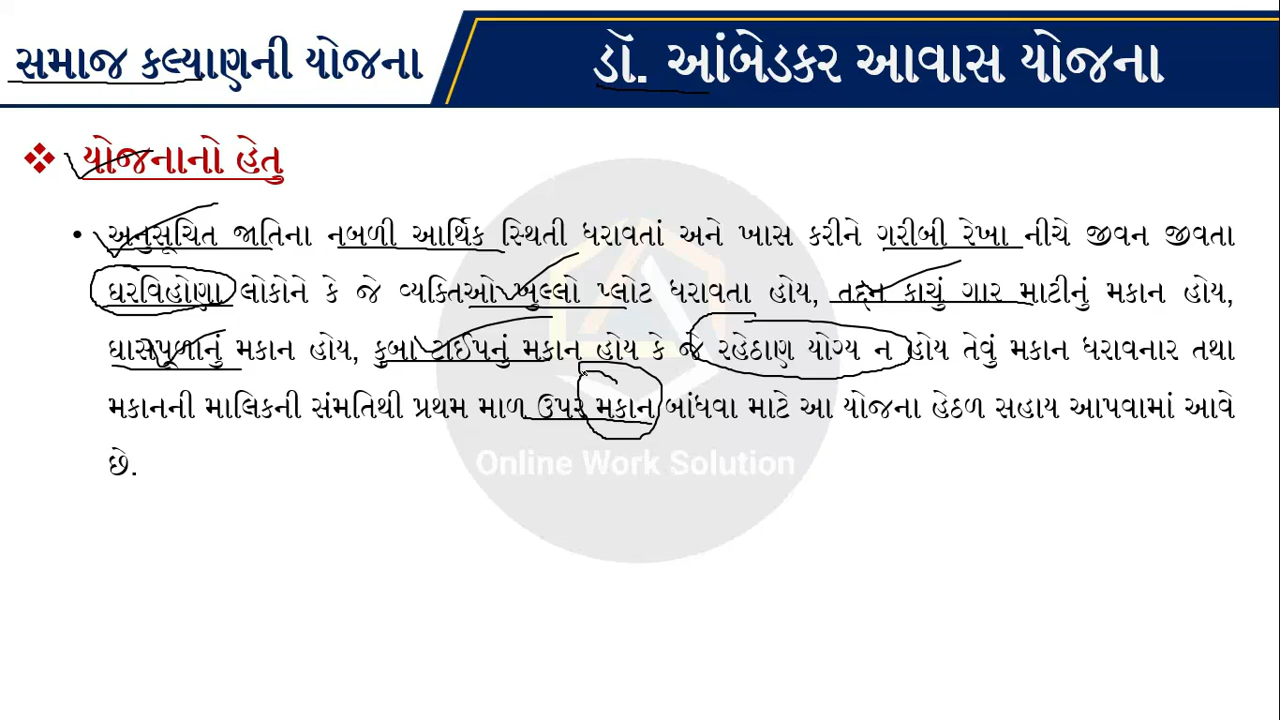 સમાજ કલ્યાણની યોજના
ડૉ. આંબેડકર આવાસ યોજના
❖ યોજનાનો હેતુ
• અનુસૂચિત જાતિના નબળી આર્થિક સ્થિતી ધરાવતાં અને ખાસ કરીને ગરીબી રેખા નીચે જીવન જીવતા
ઘરવિહોણા લોકોને કે જે વ્યક્તિઓ ખુલ્લો પ્લોટ ધરાવતા હોય, તદ્દન કાચું ગાર માટીનું મકાન હોય,
ઘાસપૂળાનું મકાન હોય, કુબા ટાઈપનું મકાન હોય કે જે રહેઠાણ યોગ્ય ન હોય તેવું મકાન ધરાવનાર તથા
મકાનની માલિકની સંમતિથી પ્રથમ માળ ઉપર મકાન બાંધવા માટે આ યોજના હેઠળ સહાય આપવામાં આવે
છે.
Online Work Solution